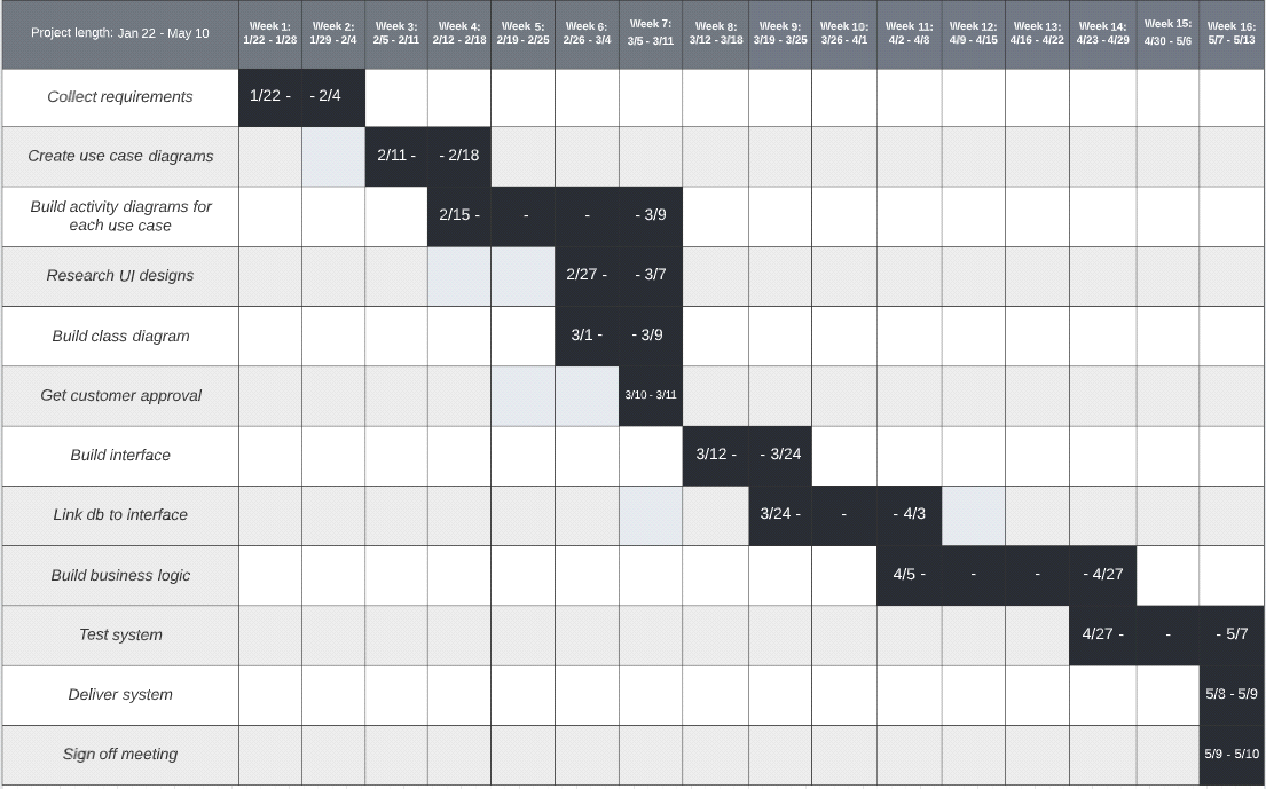 Project length: Jan 22 - May 10
Week 1:
1/22 - 1/28
Week 2:
1/29 - 2/4
Week 3:
2/5 - 2/11
Week 4:
2/12 - 2/18
Week 5:
2/19 - 2/25
Week 6:
2/26 - 3/4
Week 7:
3/5 - 3/11
Week 8:
3/12 - 3/18
Week 9:
3/19 - 3/25
Week 10:
3/26 - 4/1
Week 11:
4/2 - 4/8
Week 12:
4/9 - 4/15
Week 13:
4/16 - 4/22
Week 14:
4/23 - 4/29
Week 15:
4/30 - 5/6
Week 16:
5/7 - 5/13
Collect requirements 1/22 - - 2/4
Create use case diagrams 2/11 - - 2/18
Build activity diagrams for
each use case
2/15 - - - - 3/9
Research UI designs 2/27 - - 3/7
Build class diagram 3/1 - - 3/9
Get customer approval 3/10 - 3/11
Build interface 3/12 - - 3/24
Link db to interface 3/24 - - - 4/3
Build business logic 4/5 - - - - 4/27
Test system 4/27 - - - 5/7
Deliver system 5/8 - 5/9
Sign off meeting 5/9 - 5/10